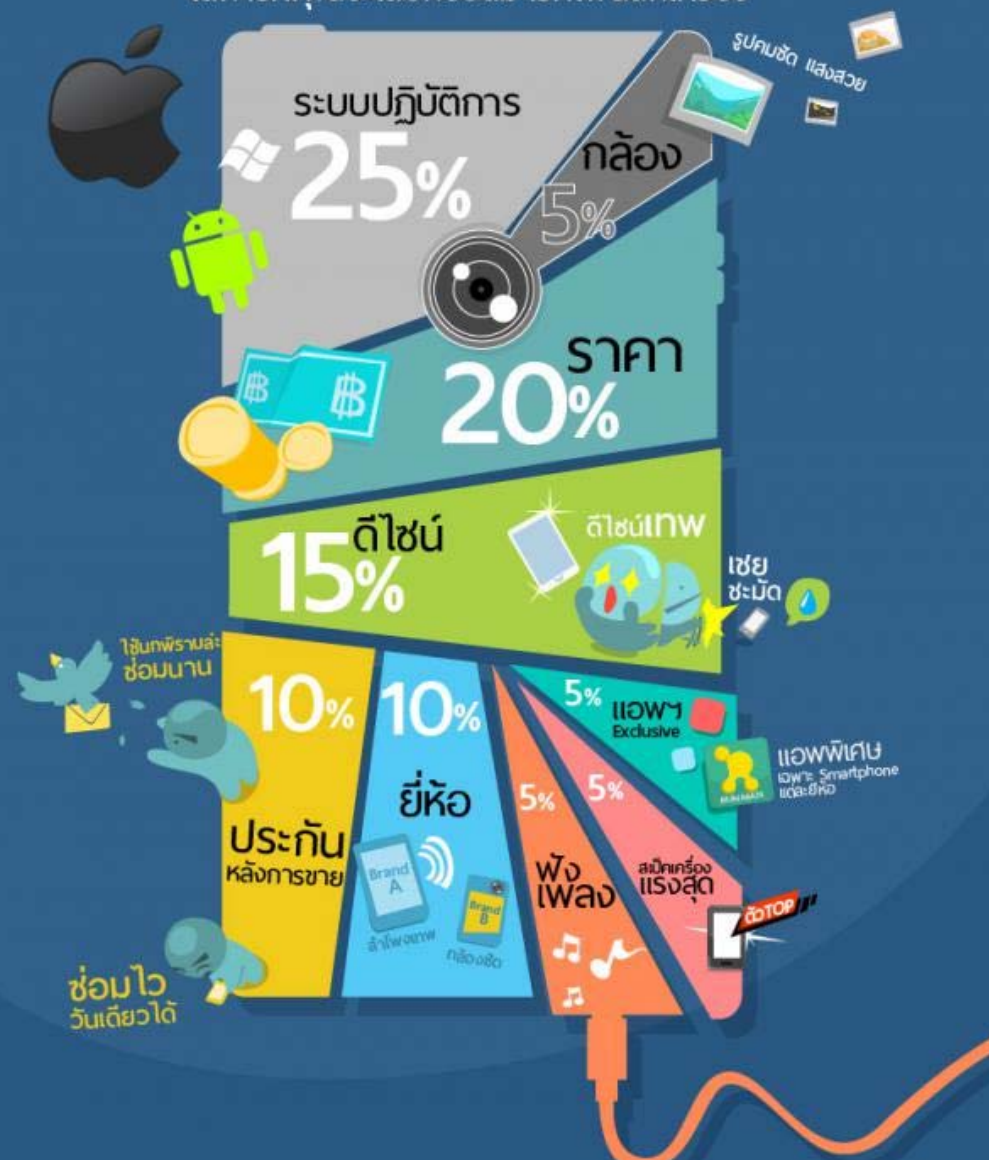 รูปคมชัด แสงสวย
ระบบปฏิบัติการ
25%
กล้อง
5%
ราคา
20%
฿ ฿
15%
ดีไซน์
ดีไซน์เทพ
เชย
ชะมัด
ซ่อมนาน
10%
ประกัน
หลังการขาย
10%
ยี่ห้อ
Brand
A
ลำโพงเทพ
Brand
B
กล้องชัด
5%
ฟัง
เพลง
5%
สเป็คเครื่อง
แรงสุด
ตัวTOP
5%
แอพฯ
Exclusive
แอพพิเศษ
เฉพาะ Smartphone
แต่ละยี่ห้อ
ซ่อมไว
วันเดียวได้